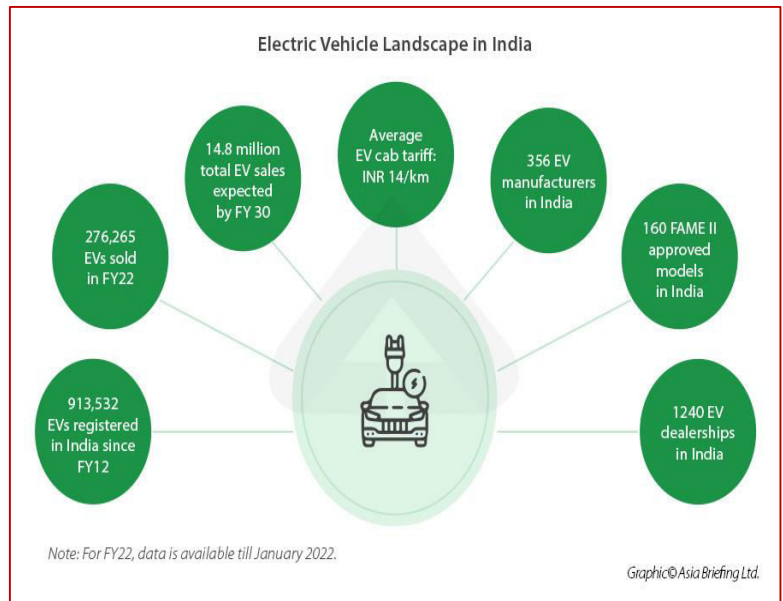 Electric Vehicle Landscape in India
913,532
EVs registered
in India since
FY12
276,265
EVs sold
in FY22
14.8 million
total EV sales
expected
by FY 30
Average
EV cab tariff:
INR 14/km
356 EV
manufacturers
in India
160 FAME II
approved
models
in India
1240 EV
dealerships
in India
Note: For FY22, data is available till January 2022.
Graphic© Asia Briefing Ltd.